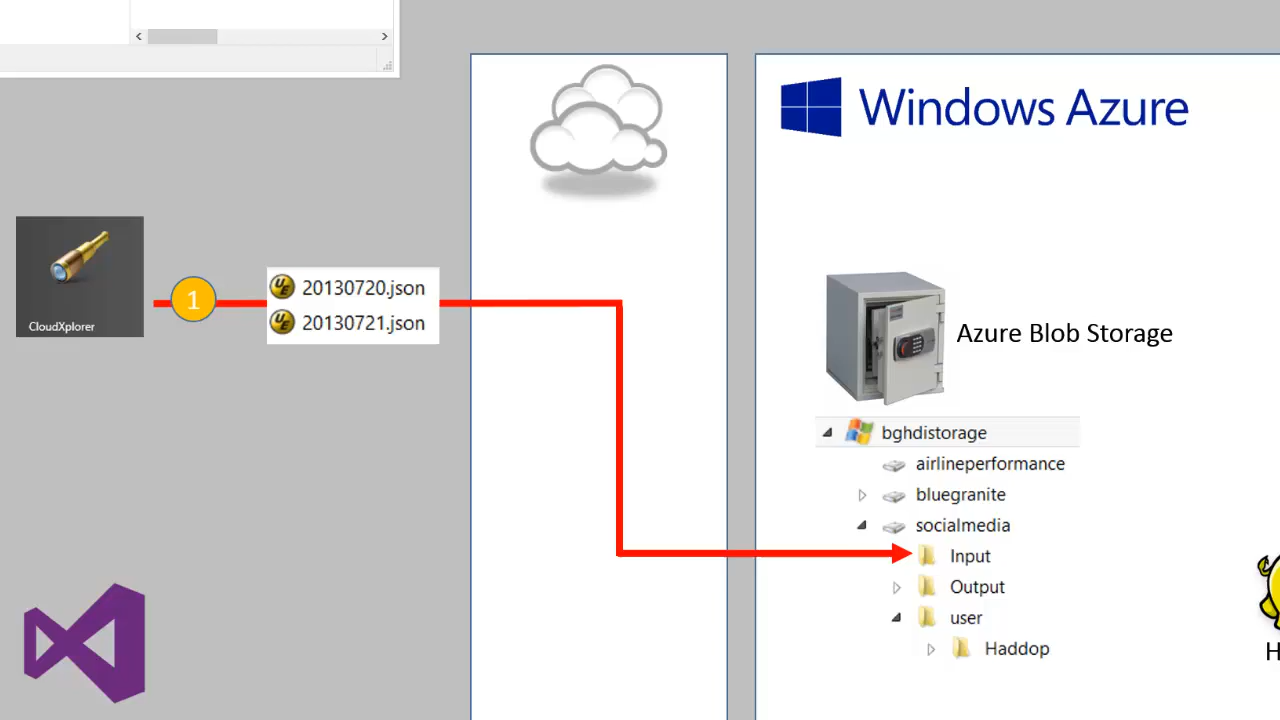 Windows Azure
CloudXplorer
1
20130720.json
20130721.json
Azure Blob Storage
bghdistorage
airlineperformance
bluegranite
socialmedia
Input
Output
user
Haddop
H